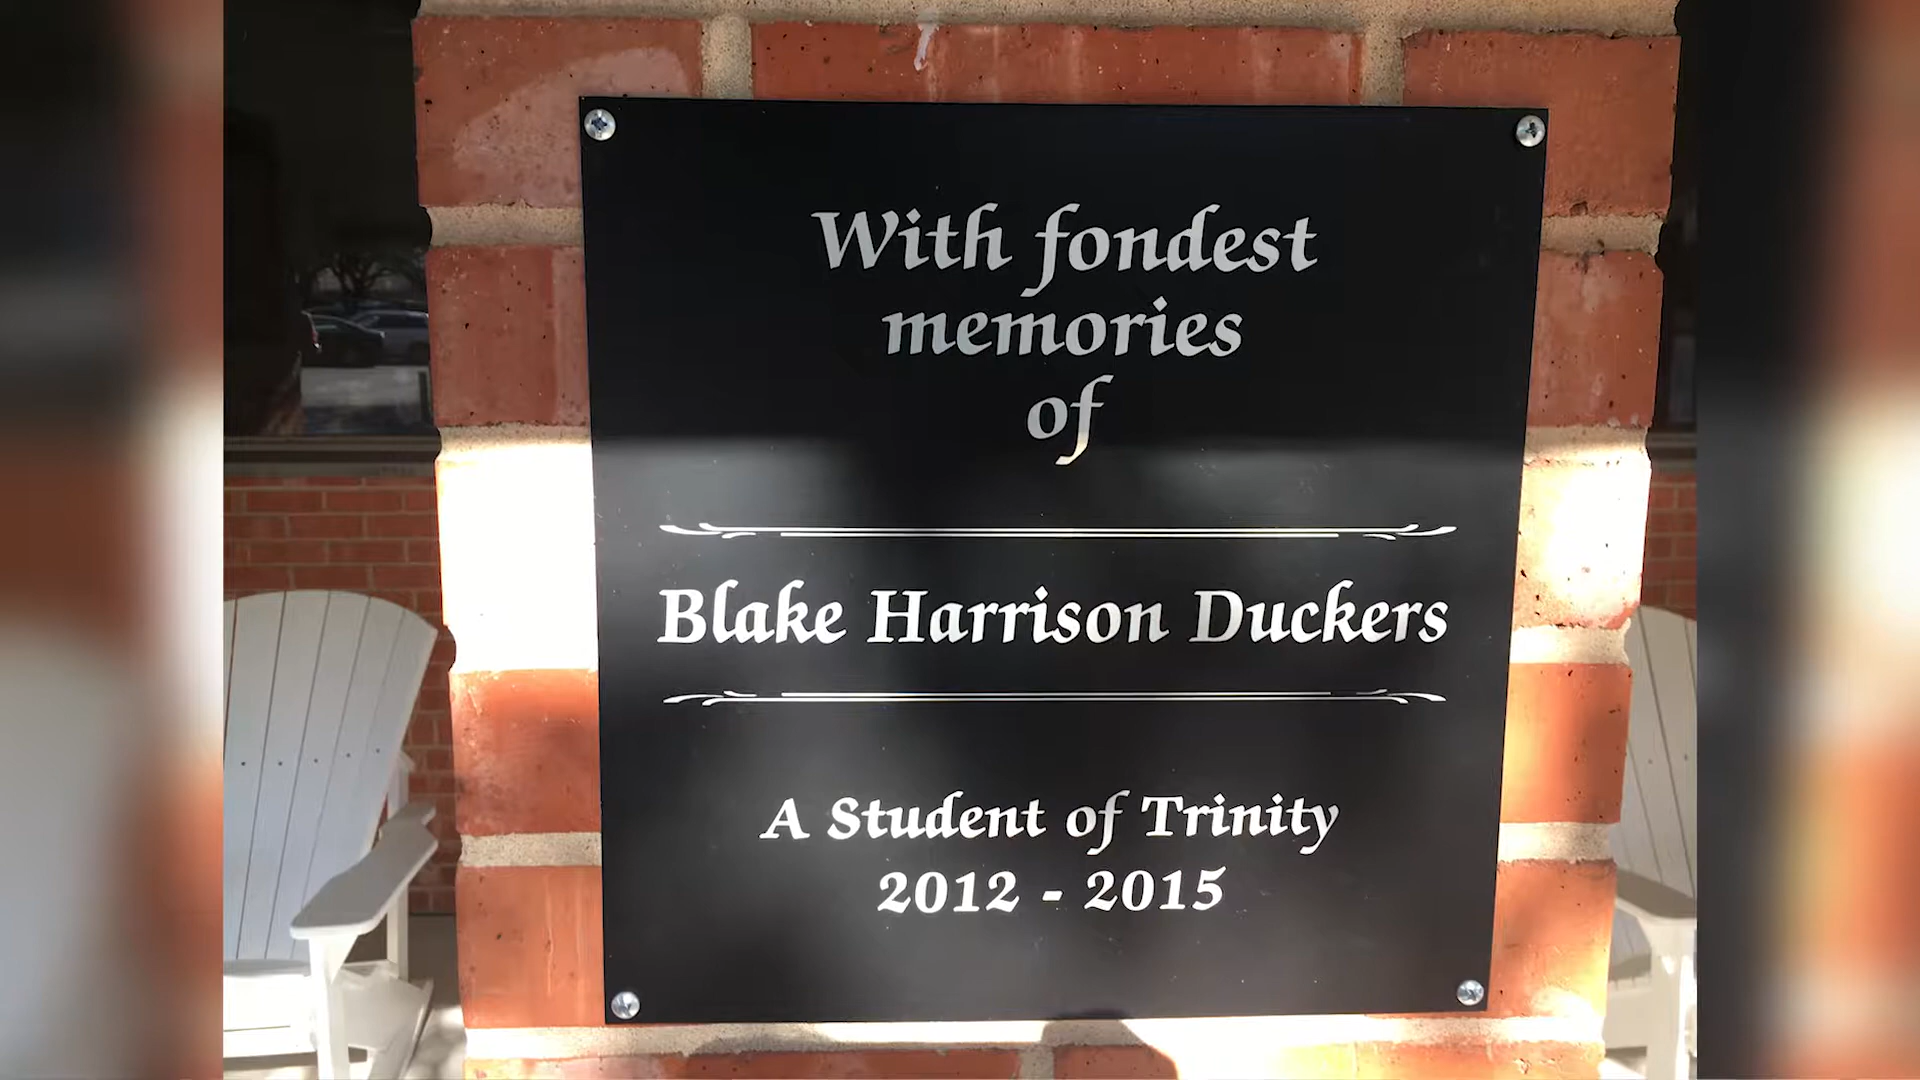 With fondest
memories
of
Blake Harrison Duckers
A Student of Trinity
2012 - 2015